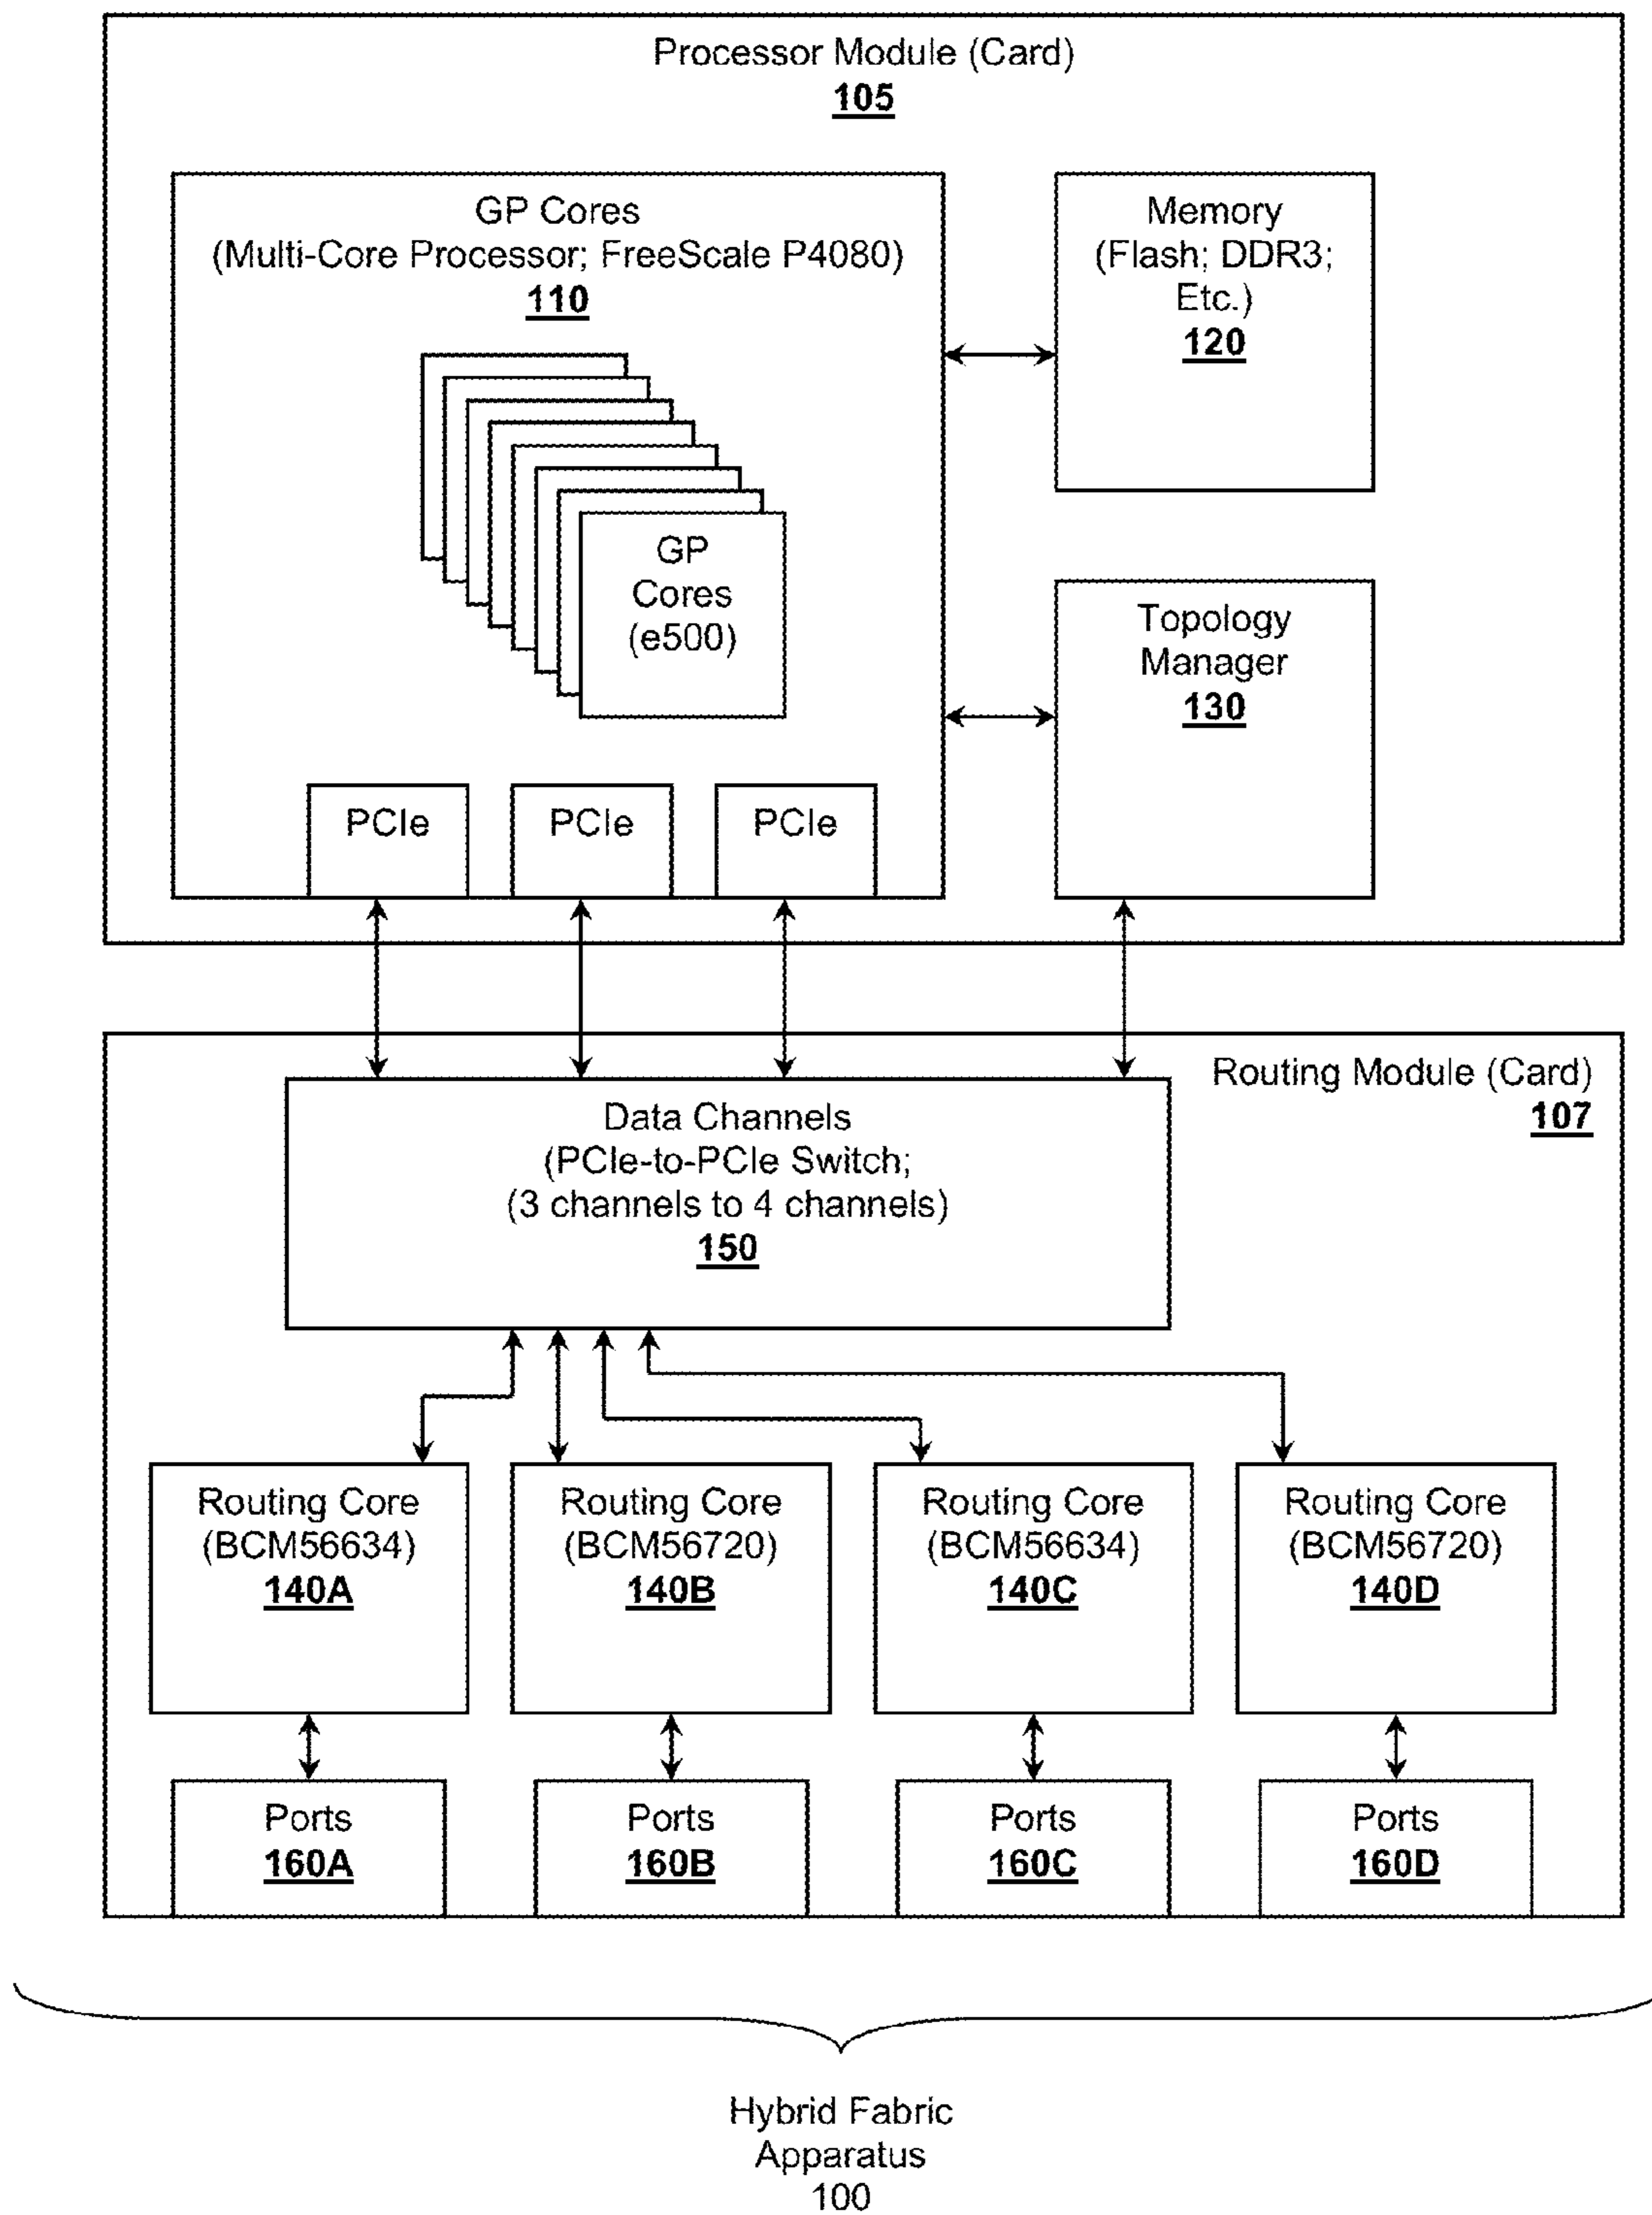 Processor Module (Card)
105
GP Cores
(Multi-Core Processor; FreeScale P4080)
110
GP
Cores
(e500)
PCIe
PCIe
PCIe
Memory
(Flash; DDR3;
Etc.)
120
Topology
Manager
130
Routing Module (Card)
107
Data Channels
(PCIe-to-PCIe Switch;
(3 channels to 4 channels)
150
Routing Core
(BCM56634)
140A
Routing Core
(BCM56720)
140B
Routing Core
(BCM56634)
140C
Routing Core
(BCM56720)
140D
Ports
160A
Ports
160B
Ports
160C
Ports
160D
Hybrid Fabric
Apparatus
100